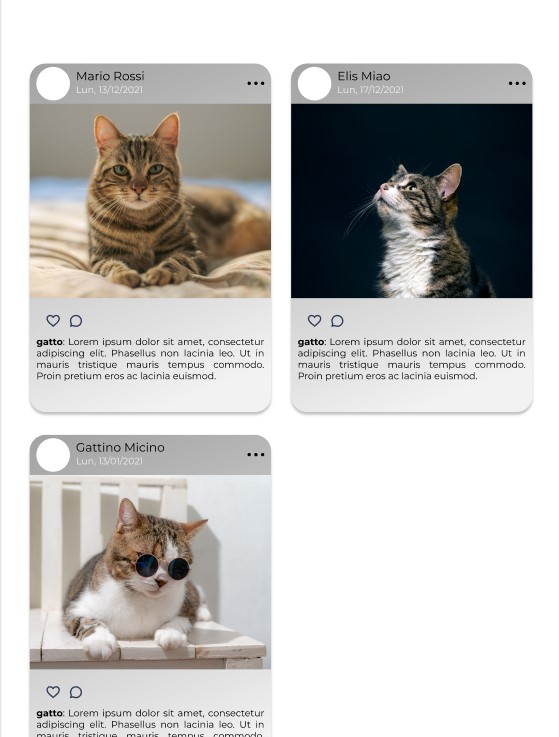 Mario Rossi
Lun, 13/12/2021
gatto: Lorem ipsum dolor sit amet, consectetur
adipiscing elit. Phasellus non lacinia leo. Ut in
mauris tristique mauris tempus commodo.
Proin pretium eros ac lacinia euismod.
Elis Miao
Lun, 17/12/2021
gatto: Lorem ipsum dolor sit amet, consectetur
adipiscing elit. Phasellus non lacinia leo. Ut in
mauris tristique mauris tempus commodo.
Proin pretium eros ac lacinia euismod.
Gattino Micino
Lun, 13/01/2021
gatto: Lorem ipsum dolor sit amet, consectetur
adipiscing elit. Phasellus non lacinia leo. Ut in
mauris tristique mauris tempus commodo.